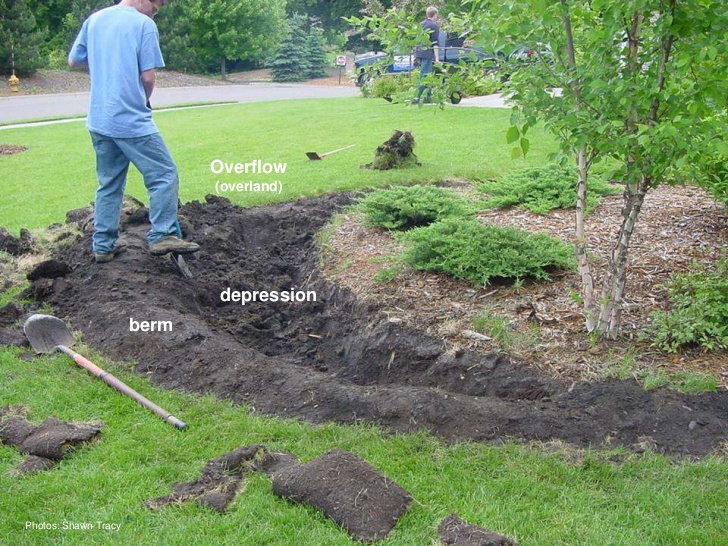 Overflow
(overland)
depression
berm
Photos: Shawn Tracy